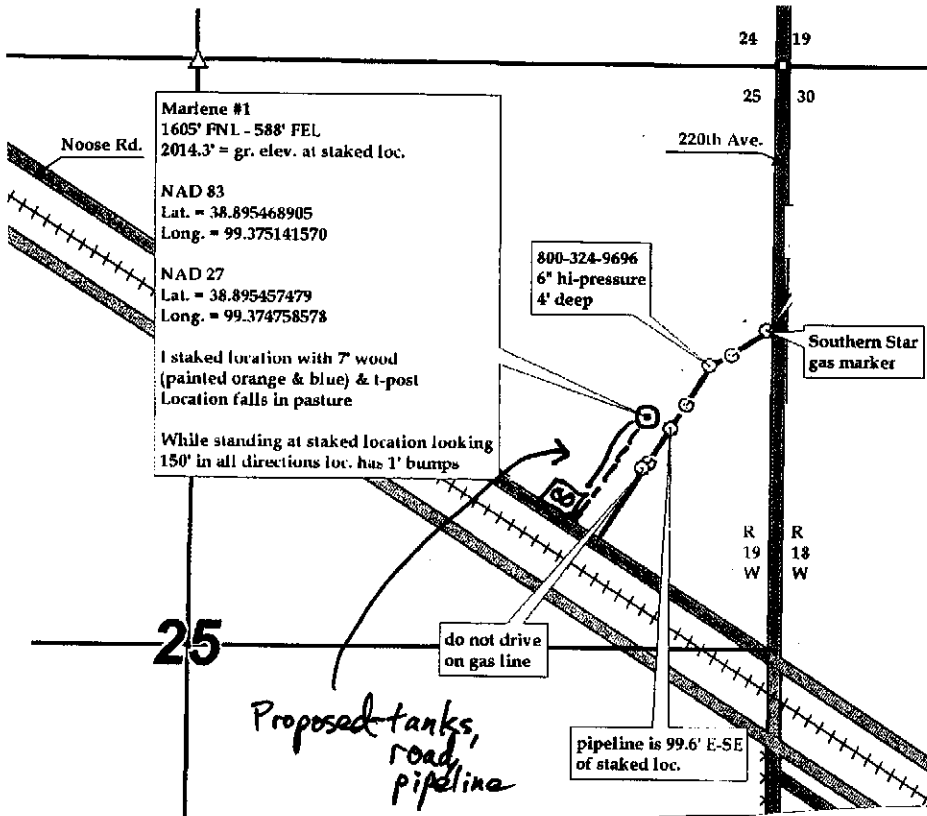 24 19
25 30
Marlene #1
1605' FNL - 588' FEL
2014.3' = gr. elev. at staked loc.
NAD 83
Lat. = 38.895468905
Long. = 99.375141570
NAD 27
Lat. = 38.895457479
Long. = 99.374758578
I staked location with 7' wood
(painted orange & blue) & t-post
Location falls in pasture
While standing at staked location looking
150' in all directions loc. has 1' bumps
Noose Rd.
220th Ave.
800-324-9696
6" hi-pressure
4' deep
Southern Star
gas marker
R R
19 18
W W
25
do not drive
on gas line
pipeline is 99.6' E-SE
of staked loc.
Proposed tanks,
road,
pipeline